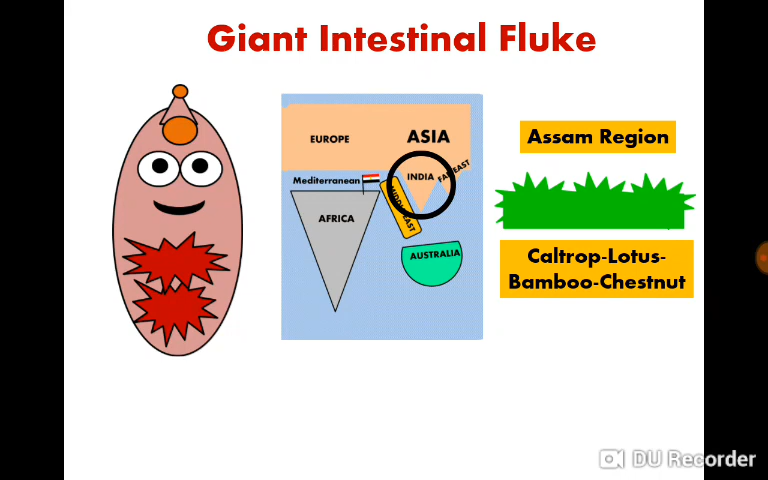 Giant Intestinal Fluke
EUROPE
ASIA
INDIA
FAR EAST
Mediterranean
MIDDLE EAST
AFRICA
AUSTRALIA
Assam Region
Caltrop-Lotus-
Bamboo-Chestnut
DU Recorder